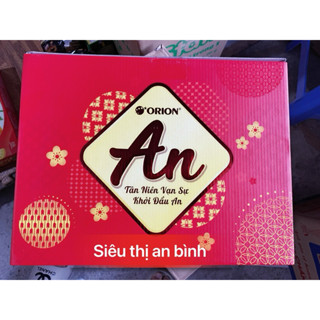 ORION
An
Tân Niên Vạn Sự
Khởi Đầu An
Siêu thị an bình